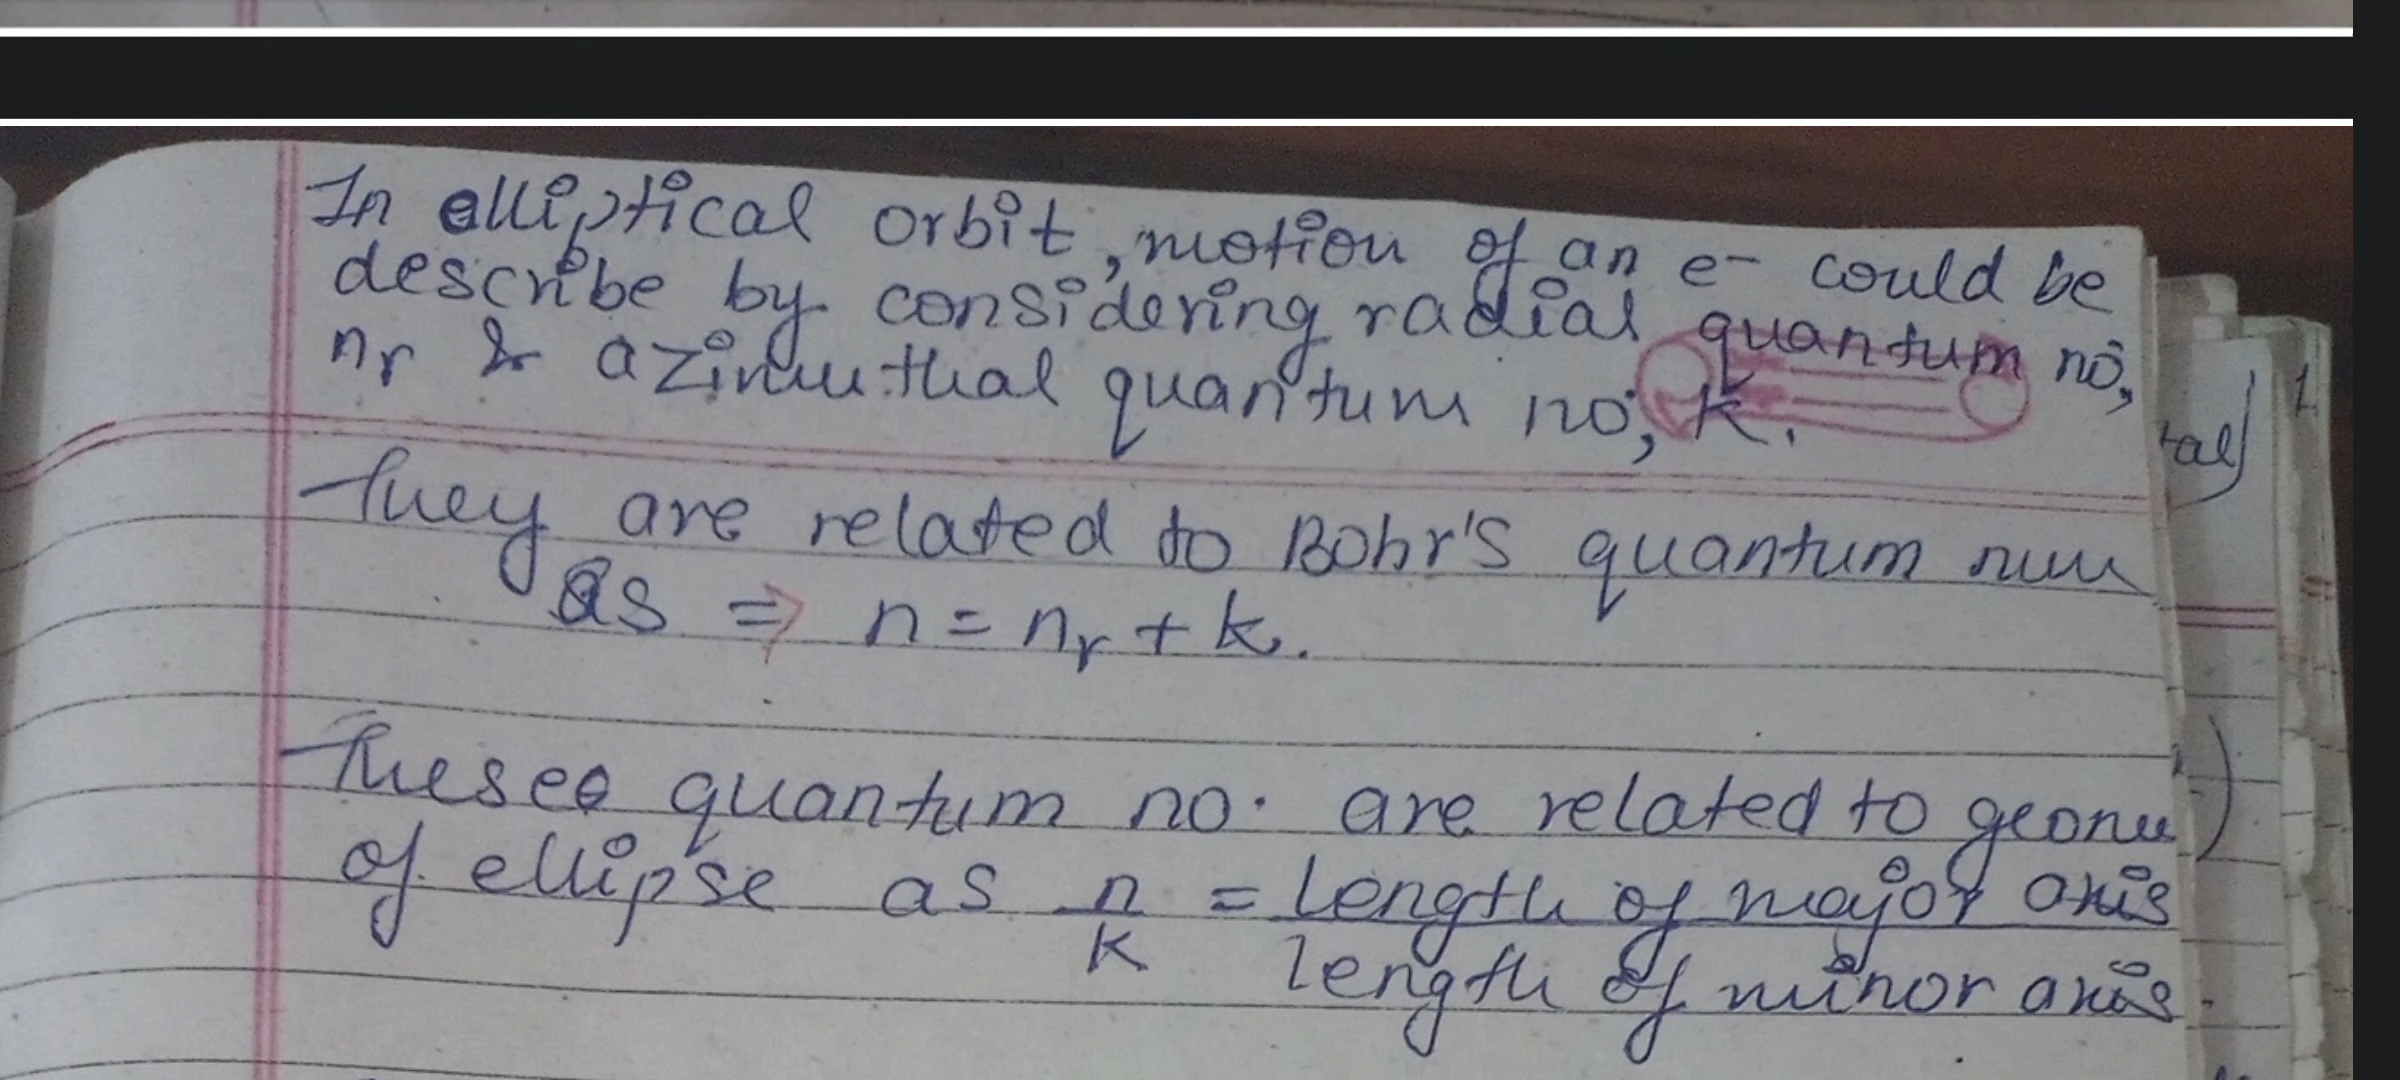 In elliptical orbit, motion of an e- could be
describe by considering radial quantum no,
nr & azimuthal quantum no, k.
They are related to Bohr's quantum num
as ⇒ n = nr + k.
These quantum no. are related to geome
of ellipse as n/k = length of major axis
length of minor axis.
tal)